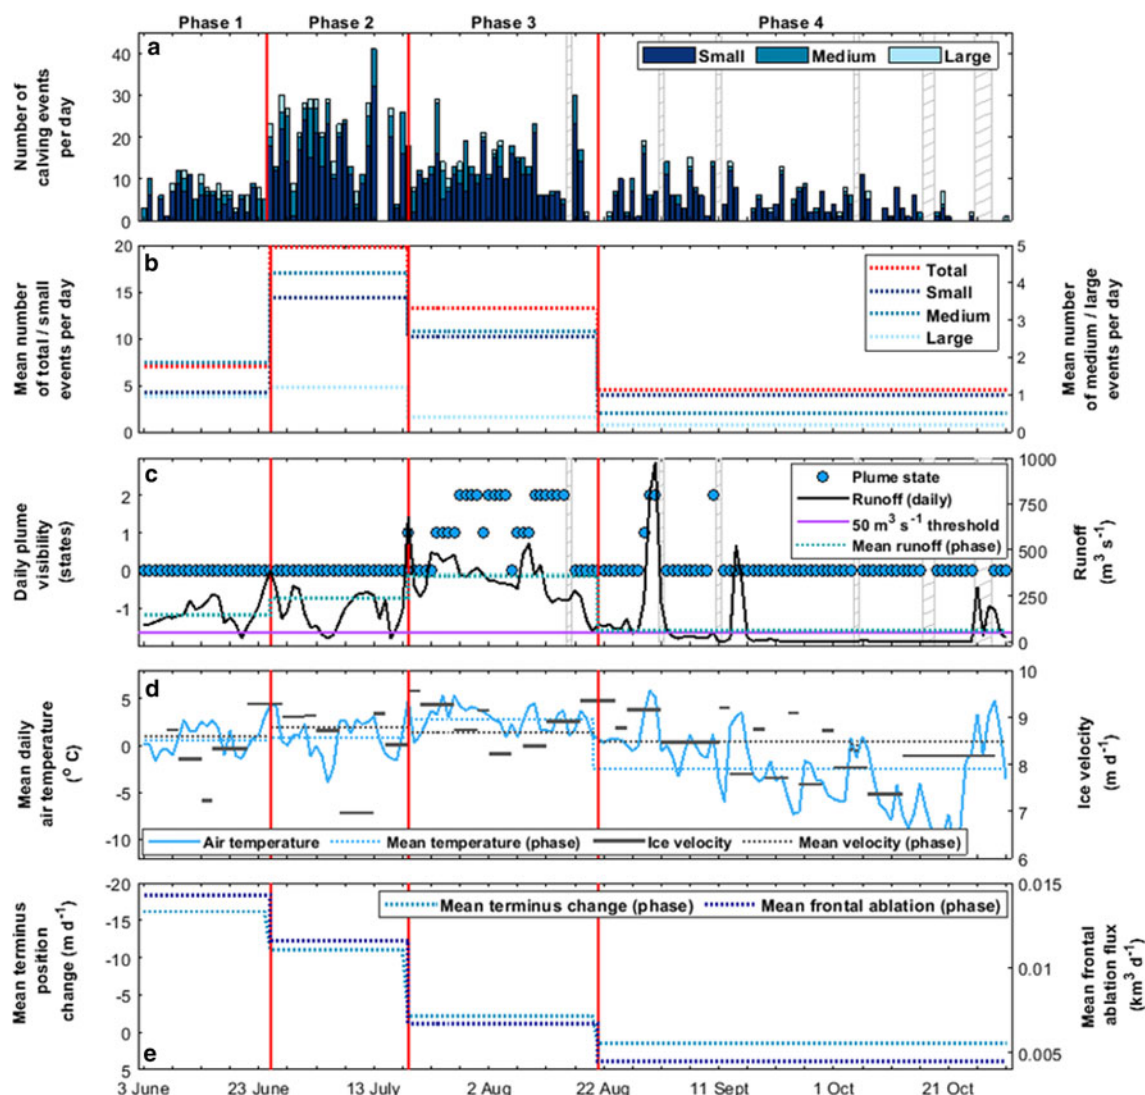 Phase 1 Phase 2 Phase 3 Phase 4
a
Small Medium Large
Number of
calving events
per day
40
30
20
10
0
b
Total
Small
Medium
Large
Mean number
of total / small
events per day
20
15
10
5
0
5
4
3
2
1
0
Mean number
of medium / large
events per day
c
Plume state
Runoff (daily)
50 m³ s⁻¹ threshold
Mean runoff (phase)
Daily plume
visibility
(states)
2
1
0
-1
1000
750
500
250
0
Runoff
(m³ s⁻¹)
d
Mean daily
air temperature
(° C)
5
0
-5
-10
10
9
8
7
6
Ice velocity
(m d⁻¹)
Air temperature Mean temperature (phase) Ice velocity Mean velocity (phase)
Mean terminus change (phase) Mean frontal ablation (phase)
Mean terminus
position
change (m d⁻¹)
-20
-15
-10
-5
0
5
0.015
0.01
0.005
Mean frontal
ablation flux
(km³ d⁻¹)
e
3 June 23 June 13 July 2 Aug 22 Aug 11 Sept 1 Oct 21 Oct